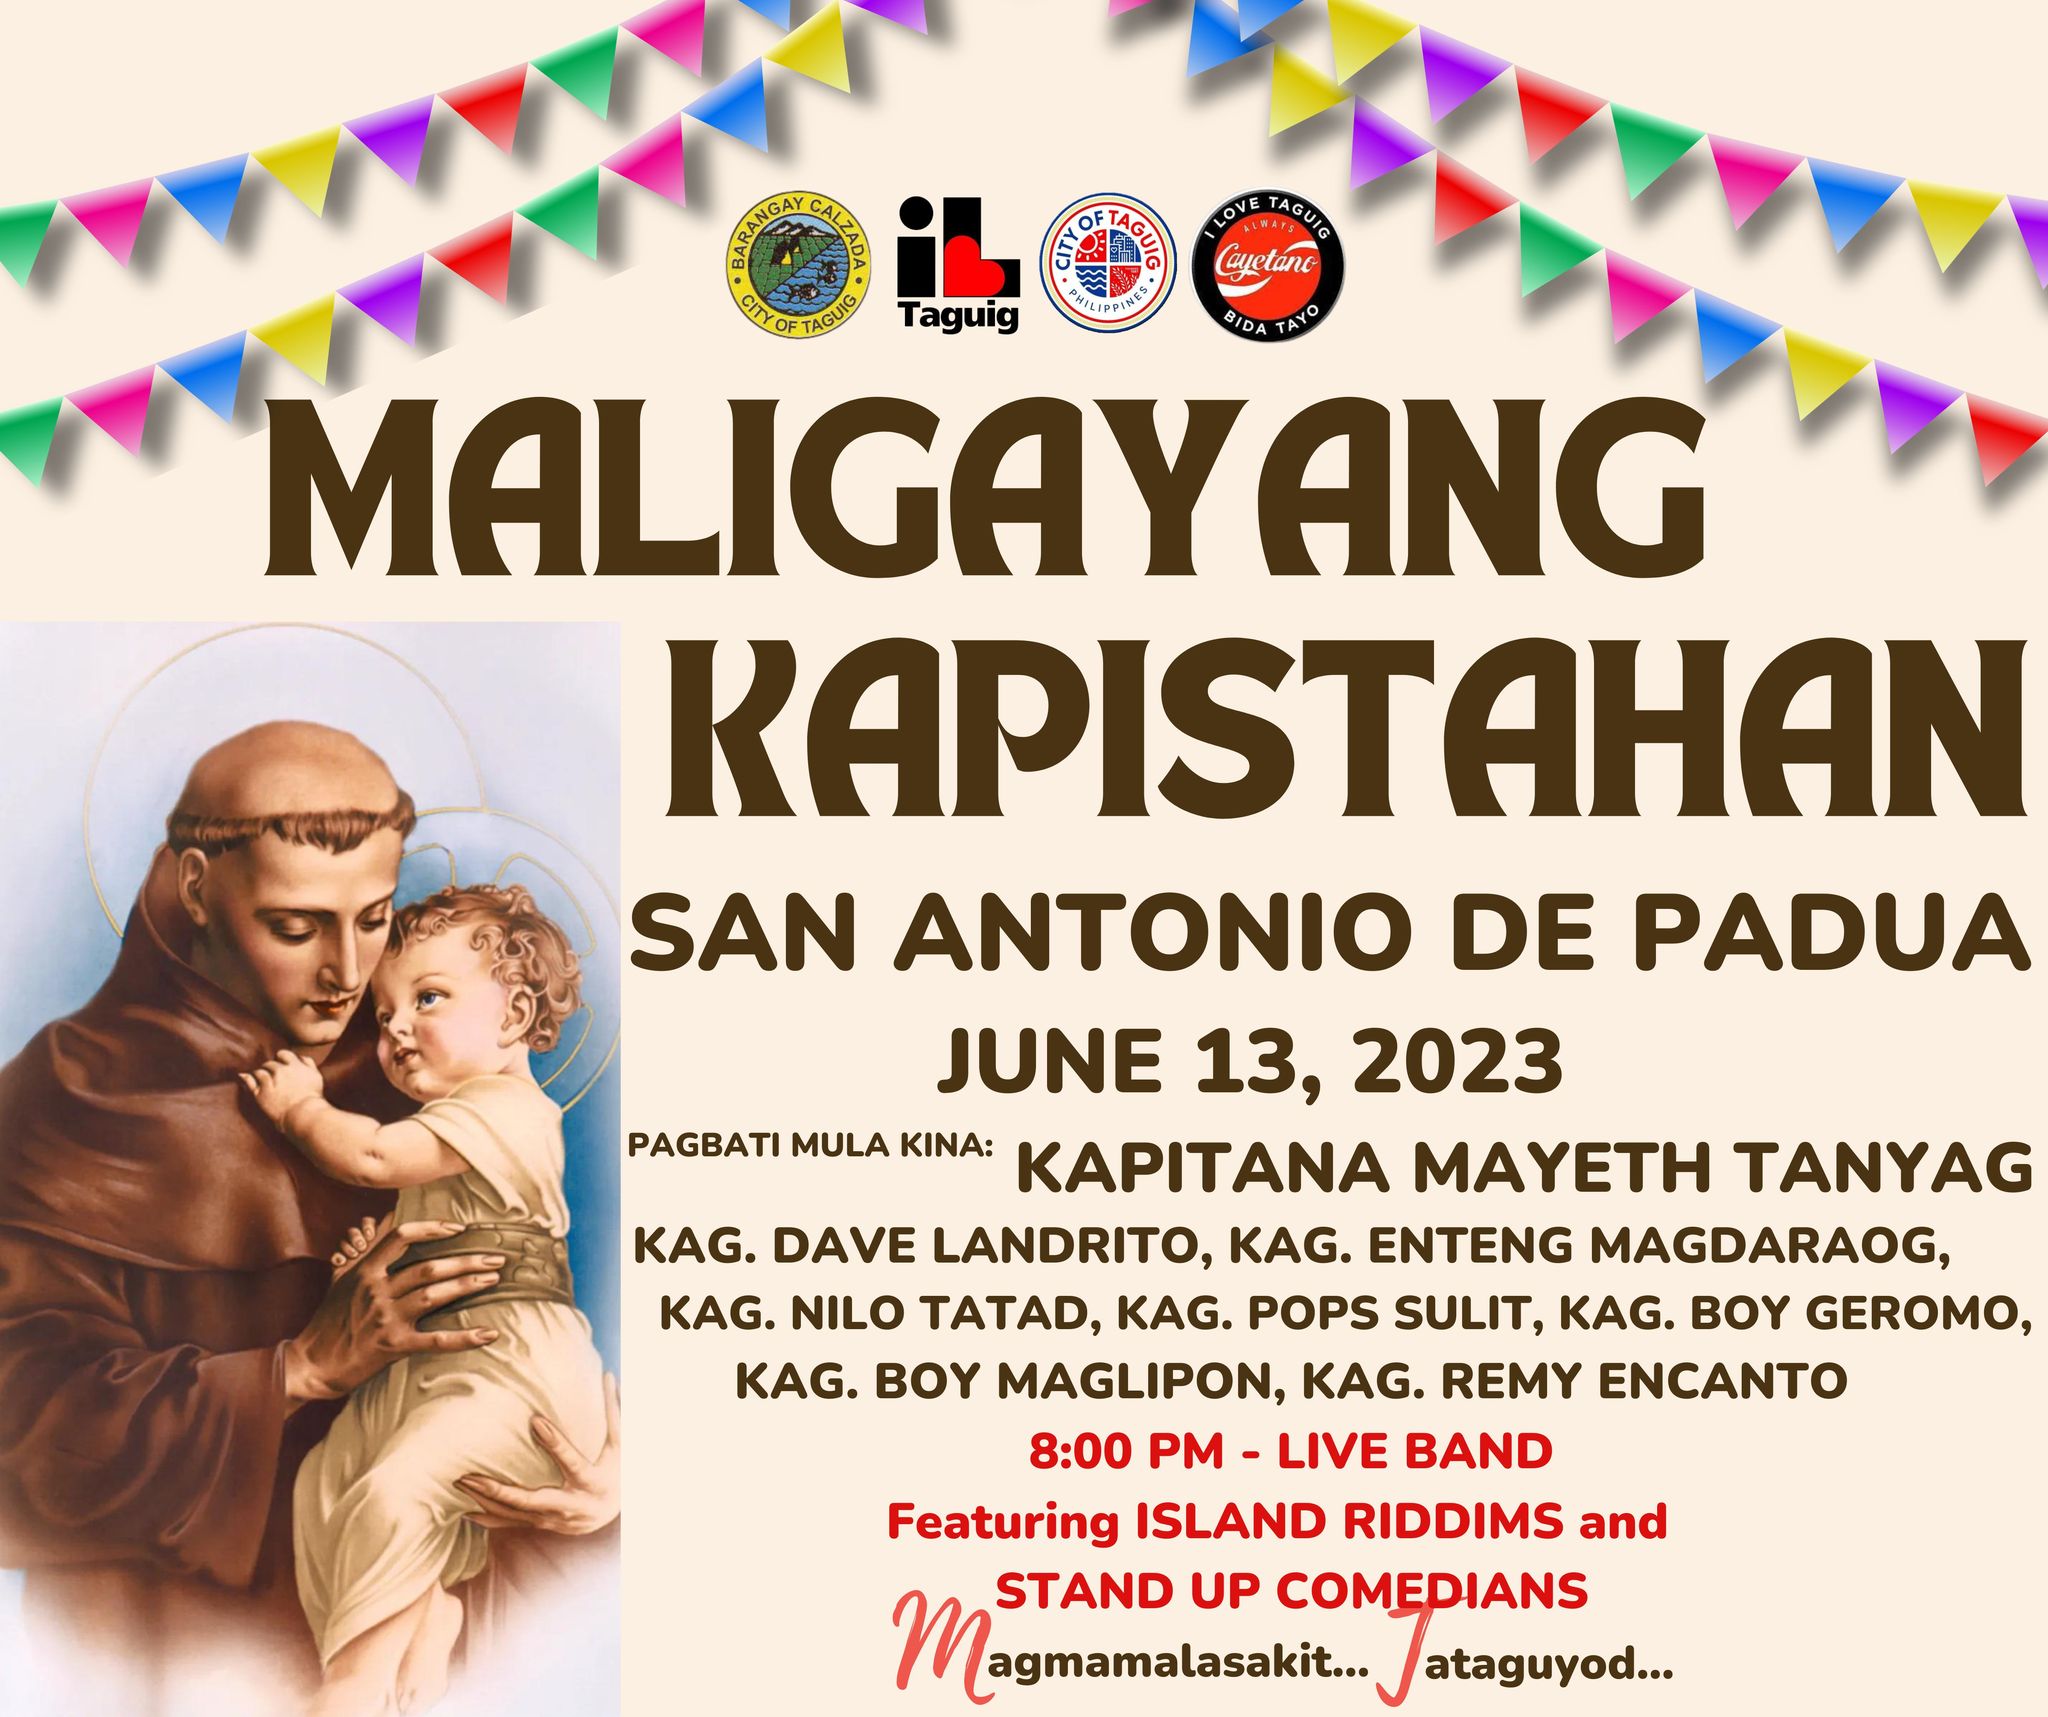 BARANGAY CALZADA
CITY OF TAGUIG
iL
Taguig
CITY OF TAGUIG
PHILIPPINES
I LOVE TAGUIG
ALWAYS
Cayetano
BIDA TAYO
MALIGAYANG
KAPISTAHAN
SAN ANTONIO DE PADUA
JUNE 13, 2023
PAGBATI MULA KINA: KAPITANA MAYETH TANYAG
KAG. DAVE LANDRITO, KAG. ENTENG MAGDARAOG,
KAG. NILO TATAD, KAG. POPS SULIT, KAG. BOY GEROMO,
KAG. BOY MAGLIPON, KAG. REMY ENCANTO
8:00 PM - LIVE BAND
Featuring ISLAND RIDDIMS and
STAND UP COMEDIANS
Magmamalasakit... Tataguyod...